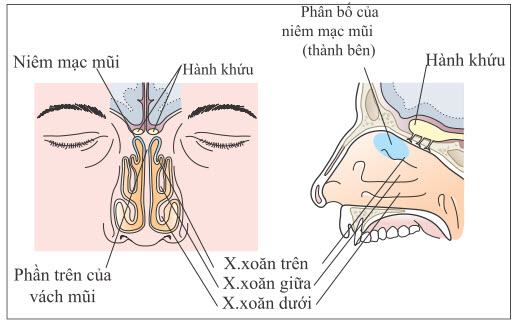 Phân bố của
niêm mạc mũi
(thành bên)
Niêm mạc mũi
Hành khứu
Hành khứu
Phần trên của
vách mũi
X.xoăn trên
X.xoăn giữa
X.xoăn dưới